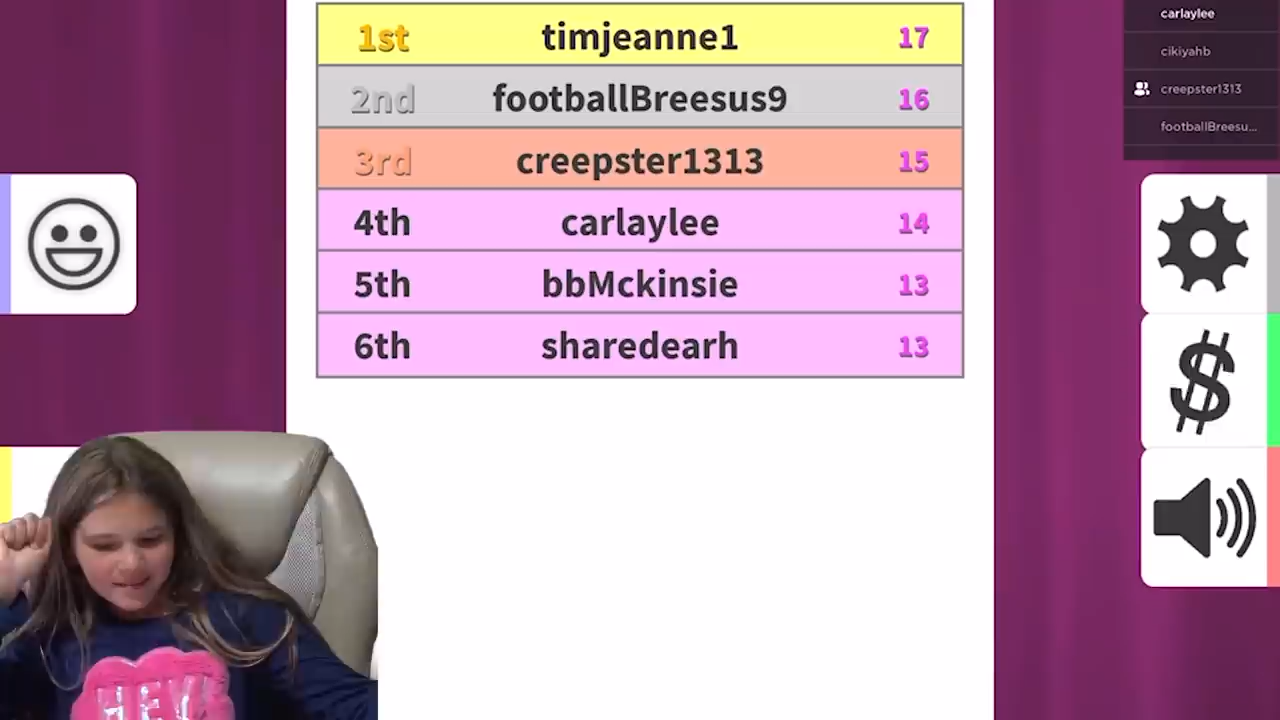 1st timjeanne1 17
2nd footballBreesus9 16
3rd creepster1313 15
4th carlaylee 14
5th bbMckinsie 13
6th sharedearh 13
carlaylee
cikiyahb
creepster1313
footballBreesu...
$
HEY!